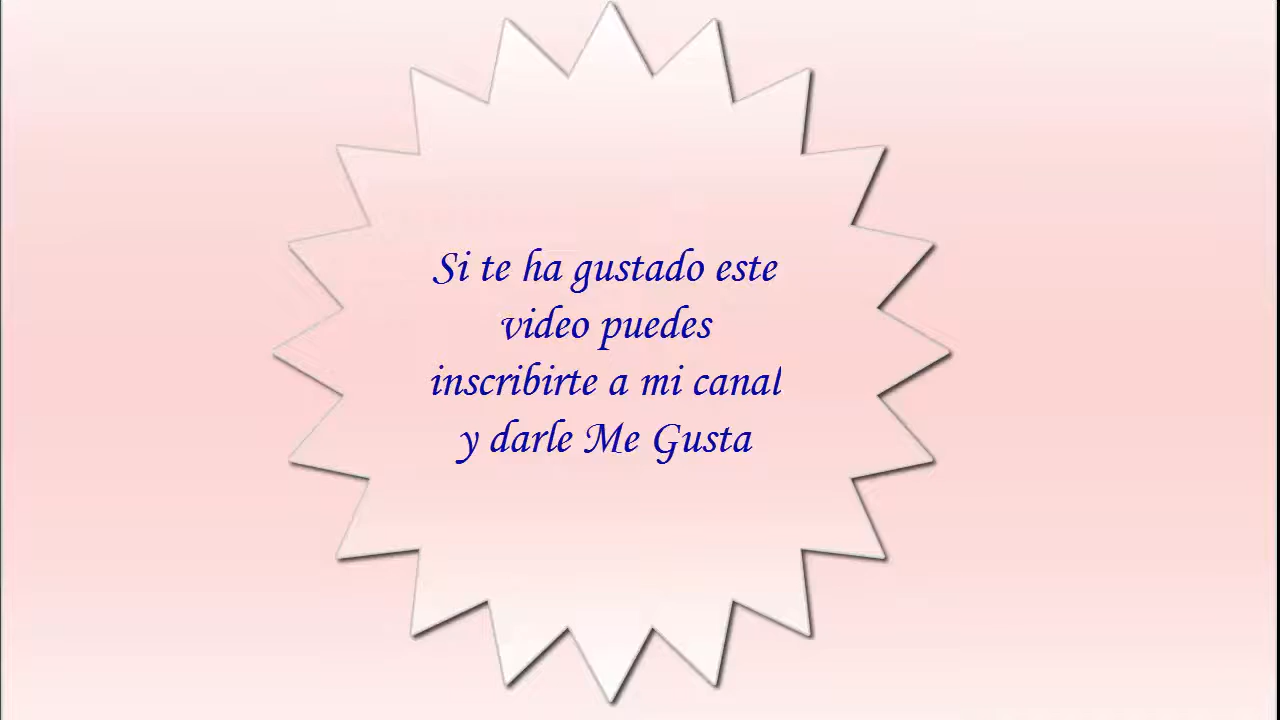 Si te ha gustado este
video puedes
inscribirte a mi canal
y darle Me Gusta